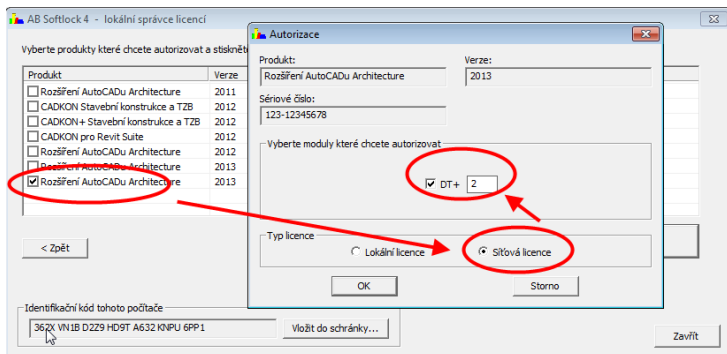 AB Softlock 4 - lokální správce licencí
Vyberte produkty které chcete autorizovat a stiskněte
Produkt Verze
Rozšíření AutoCADu Architecture 2011
CADKON Stavební konstrukce a TZB 2012
CADKON+ Stavební konstrukce a TZB 2012
CADKON pro Revit Suite 2012
Rozšíření AutoCADu Architecture 2012
Rozšíření AutoCADu Architecture 2013
Rozšíření AutoCADu Architecture 2013
< Zpět
Identifikační kód tohoto počítače
362X VN1B D2Z9 HD9T A632 KNPU 6PP1
Vložit do schránky...
Zavřít
Autorizace
Produkt: Verze:
Rozšíření AutoCADu Architecture 2013
Sériové číslo:
123-12345678
Vyberte moduly které chcete autorizovat
DT+ 2
Typ licence
Lokální licence Síťová licence
OK Storno